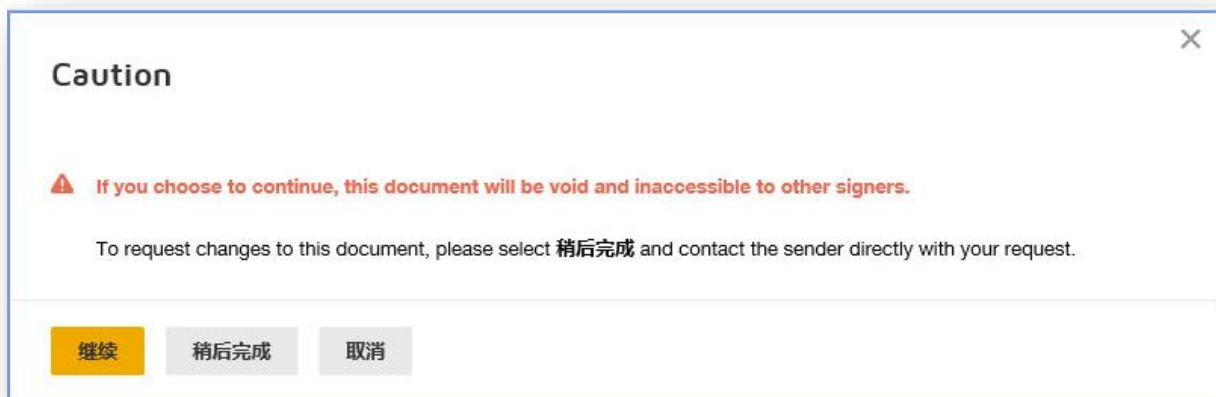 Caution
If you choose to continue, this document will be void and inaccessible to other signers.
To request changes to this document, please select 稍后完成 and contact the sender directly with your request.
继续 稍后完成 取消